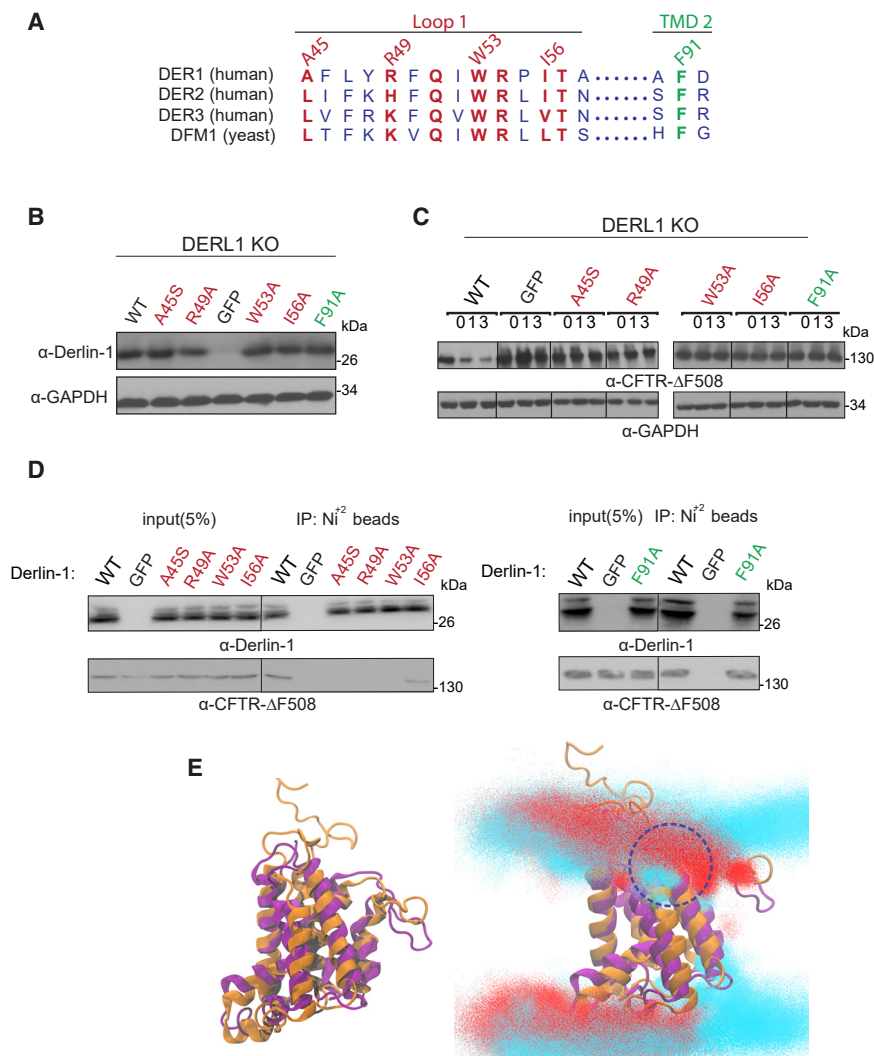 A
Loop 1
TMD 2
A45 R49 W53 I56 F91
DER1 (human) A F L Y R F Q I W R P I T A ...... A F D
DER2 (human) L I F K H F Q I W R L I T N ...... S F R
DER3 (human) L V F R K F Q V W R L V T N ...... S F R
DFM1 (yeast) L T F K K V Q I W R L L T S ...... H F G
B
DERL1 KO
WT A45S R49A GFP W53A I56A F91A
kDa
α-Derlin-1
-26
α-GAPDH
-34
C
DERL1 KO
WT GFP A45S R49A W53A I56A F91A
0 1 3 0 1 3 0 1 3 0 1 3 0 1 3 0 1 3 0 1 3
kDa
-130
α-CFTR-ΔF508
-34
α-GAPDH
D
input(5%) IP: Ni+2 beads
Derlin-1: WT GFP A45S R49A W53A I56A WT GFP A45S R49A W53A I56A
kDa
-26
α-Derlin-1
-130
α-CFTR-ΔF508
input(5%) IP: Ni+2 beads
Derlin-1: WT GFP F91A WT GFP F91A
kDa
-26
α-Derlin-1
-130
α-CFTR-ΔF508
E